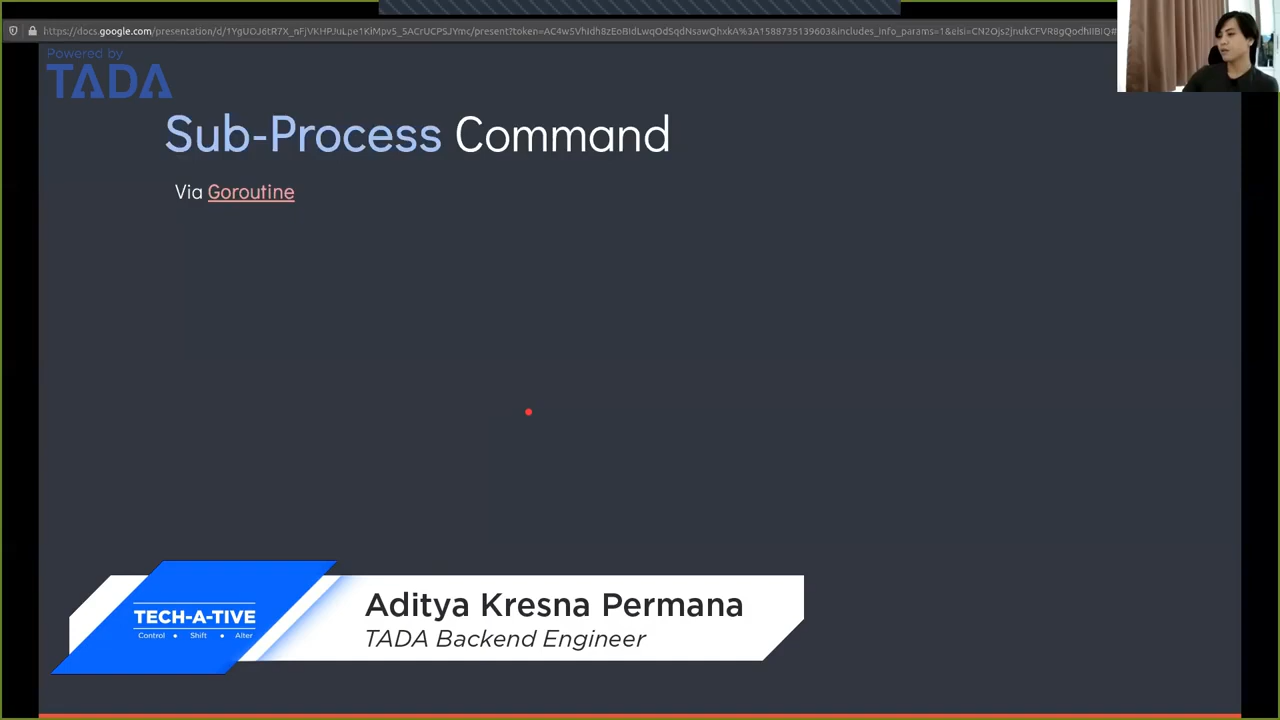 Powered by
TADA
Sub-Process Command
Via Goroutine
TECH-A-TIVE
Control • Shift • Alter
Aditya Kresna Permana
TADA Backend Engineer